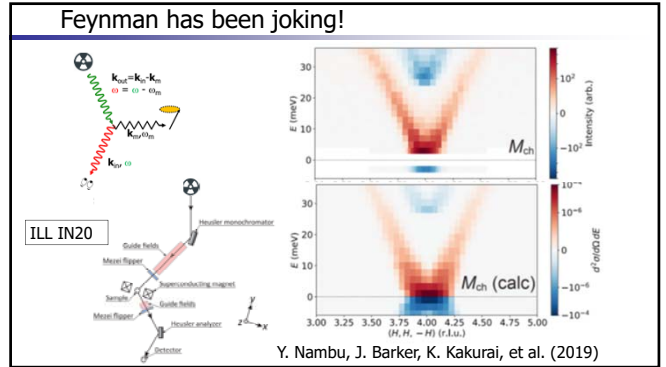 Feynman has been joking!
k_out=k_in-k_m
ω = ω - ω_m
k_m, ω_m
k_in, ω
ILL IN20
Heusler monochromator
Guide fields
Mezei flipper
Superconducting magnet
Sample
Guide fields
Mezei flipper
Heusler analyzer
Detector
y
z
x
E (meV)
30
20
10
0
M_ch
10²
0
-10²
Intensity (arb.)
E (meV)
30
20
10
0
M_ch (calc)
10⁻⁴
10⁻⁶
0
-10⁻⁶
-10⁻⁴
d²σ/dΩdE
3.00 3.25 3.50 3.75 4.00 4.25 4.50 4.75 5.00
(H, H, −H) (r.l.u.)
Y. Nambu, J. Barker, K. Kakurai, et al. (2019)